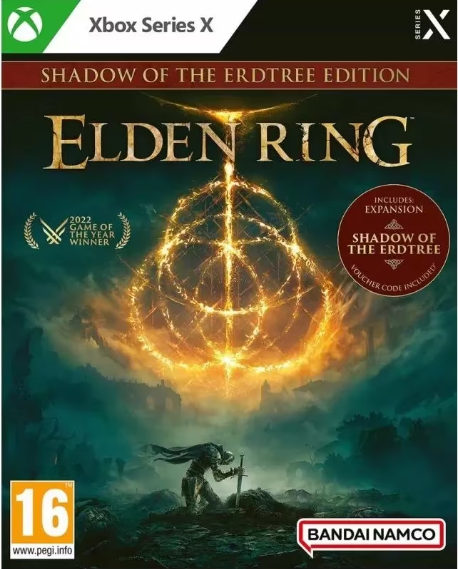 Xbox Series X
SERIES X
SHADOW OF THE ERDTREE EDITION
ELDEN RING™
2022
GAME OF
THE YEAR
WINNER
INCLUDES:
EXPANSION
SHADOW OF
THE ERDTREE
VOUCHER CODE INCLUDED*
16
www.pegi.info
BANDAI NAMCO